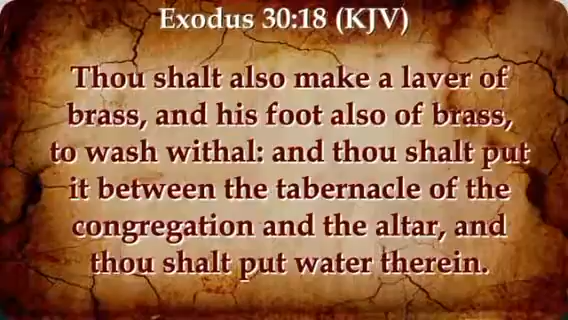 Exodus 30:18 (KJV)
Thou shalt also make a laver of
brass, and his foot also of brass,
to wash withal: and thou shalt put
it between the tabernacle of the
congregation and the altar, and
thou shalt put water therein.